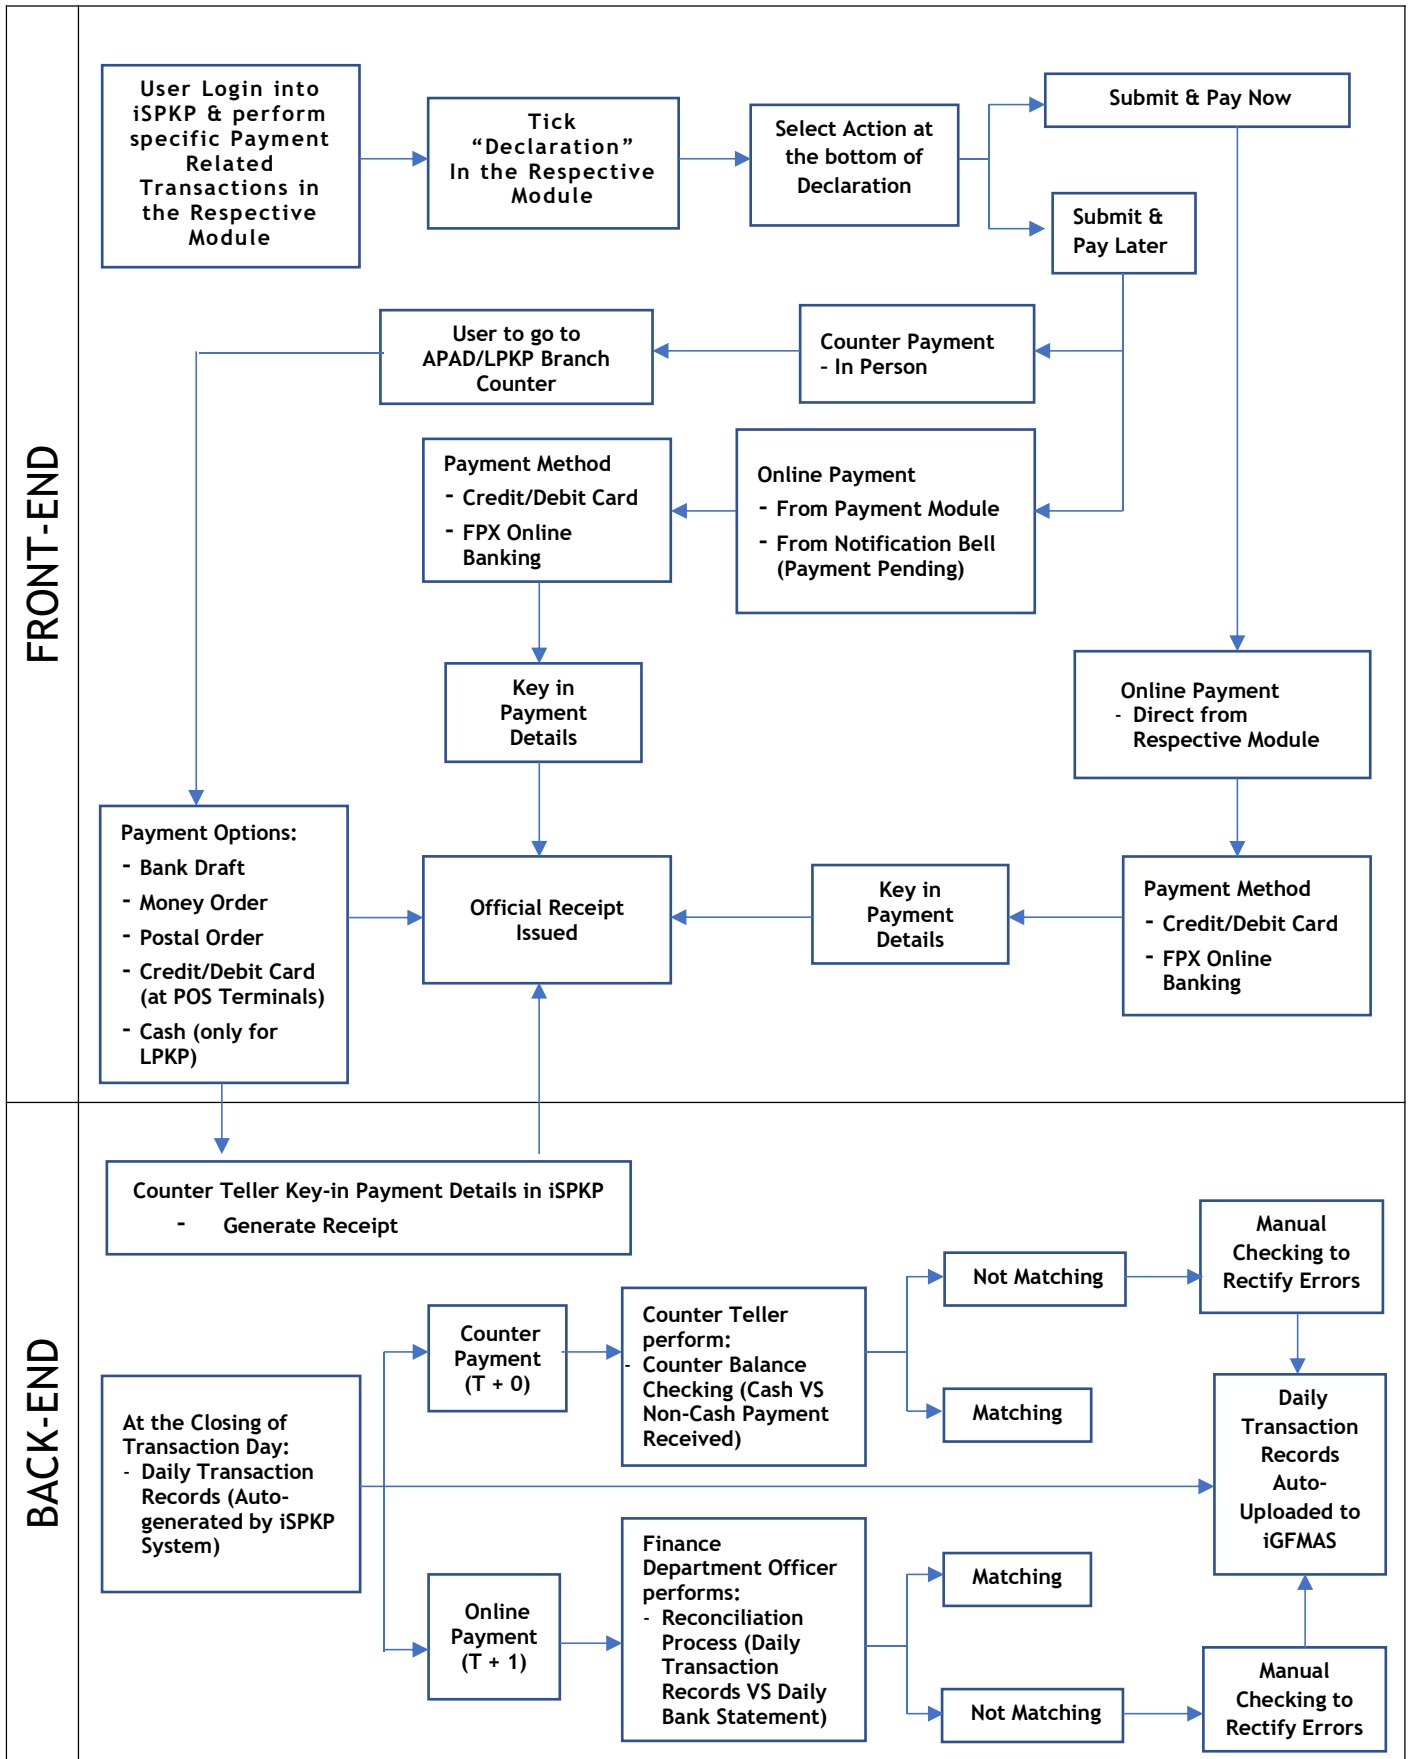 FRONT-END
User Login into
iSPKP & perform
specific Payment
Related
Transactions in
the Respective
Module
Tick
“Declaration”
In the Respective
Module
Select Action at
the bottom of
Declaration
Submit & Pay Now
Submit &
Pay Later
User to go to
APAD/LPKP Branch
Counter
Counter Payment
– In Person
Payment Method
- Credit/Debit Card
- FPX Online
Banking
Online Payment
- From Payment Module
- From Notification Bell
(Payment Pending)
Key in
Payment
Details
Online Payment
- Direct from
Respective Module
Payment Options:
- Bank Draft
- Money Order
- Postal Order
- Credit/Debit Card
(at POS Terminals)
- Cash (only for
LPKP)
Official Receipt
Issued
Key in
Payment
Details
Payment Method
- Credit/Debit Card
- FPX Online
Banking
BACK-END
Counter Teller Key-in Payment Details in iSPKP
- Generate Receipt
At the Closing of
Transaction Day:
- Daily Transaction
Records (Auto-
generated by iSPKP
System)
Counter
Payment
(T + 0)
Counter Teller
perform:
- Counter Balance
Checking (Cash VS
Non-Cash Payment
Received)
Not Matching
Matching
Manual
Checking to
Rectify Errors
Daily
Transaction
Records
Auto-
Uploaded to
iGFMAS
Online
Payment
(T + 1)
Finance
Department Officer
performs:
- Reconciliation
Process (Daily
Transaction
Records VS Daily
Bank Statement)
Matching
Not Matching
Manual
Checking to
Rectify Errors